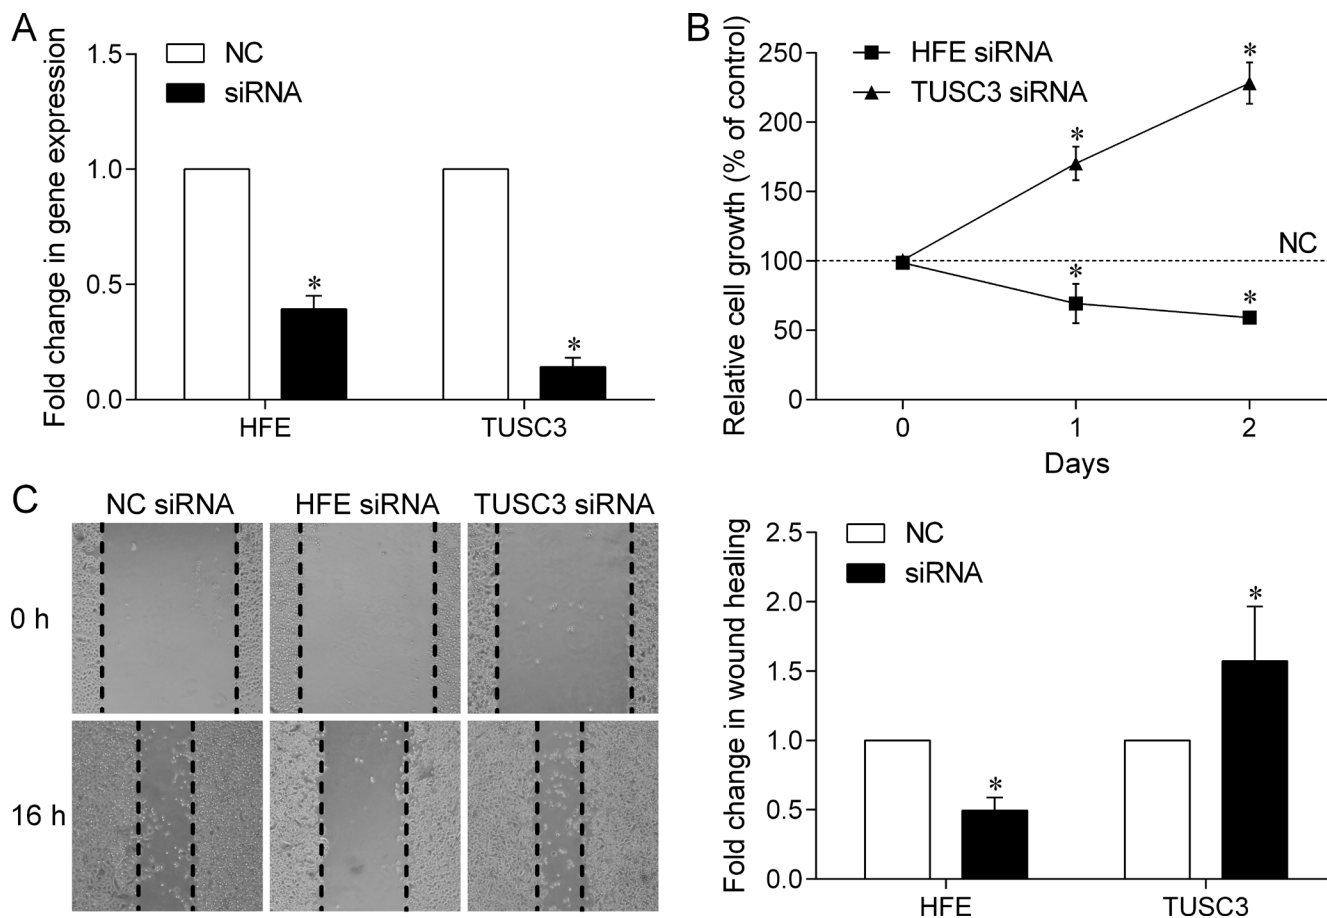 A
Fold change in gene expression
1.5
1.0
0.5
0.0
NC
siRNA
*
*
HFE
TUSC3
B
Relative cell growth (% of control)
250
200
150
100
50
0
HFE siRNA
TUSC3 siRNA
*
*
NC
*
*
0
1
2
Days
C
NC siRNA
HFE siRNA
TUSC3 siRNA
0 h
16 h
Fold change in wound healing
2.5
2.0
1.5
1.0
0.5
0.0
NC
siRNA
*
*
HFE
TUSC3